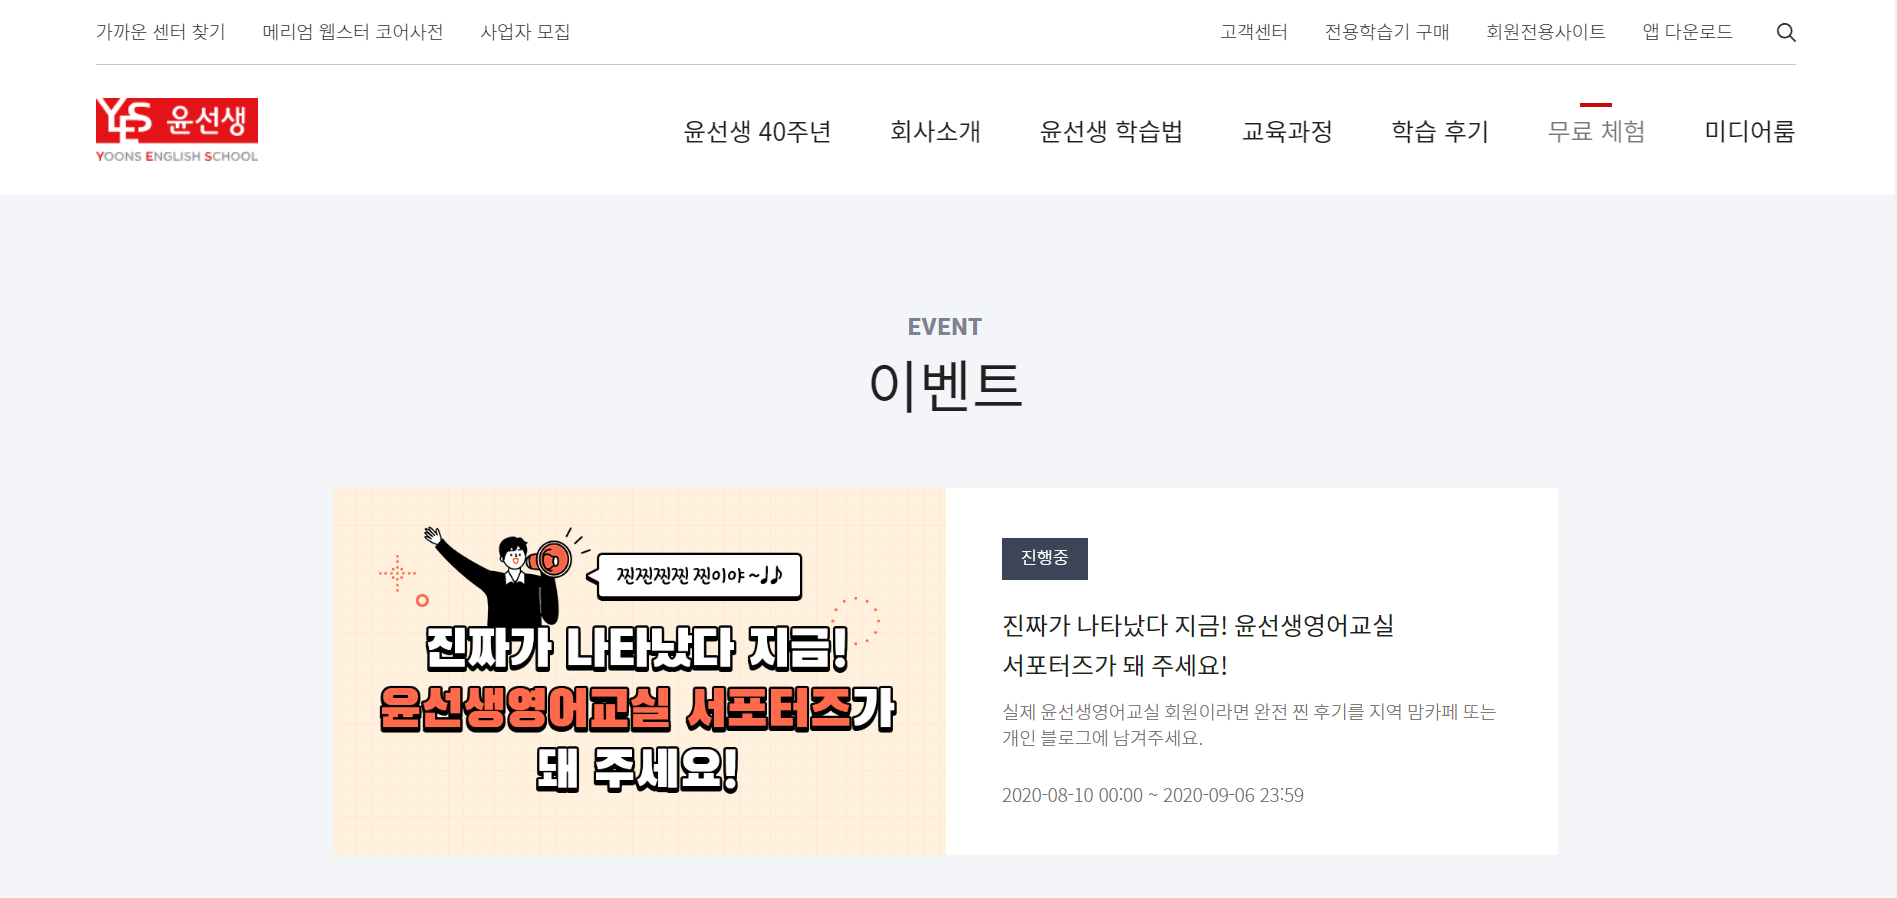 가까운 센터 찾기 메리엄 웹스터 코어사전 사업자 모집 고객센터 전용학습기 구매 회원전용사이트 앱 다운로드
YES 윤선생
YOONS ENGLISH SCHOOL
윤선생 40주년 회사소개 윤선생 학습법 교육과정 학습 후기 무료 체험 미디어룸
EVENT
이벤트
찐찐찐찐 찐이야 ~♩♪
진짜가 나타났다 지금!
윤선생영어교실 서포터즈가
돼 주세요!
진행중
진짜가 나타났다 지금! 윤선생영어교실
서포터즈가 돼 주세요!
실제 윤선생영어교실 회원이라면 완전 찐 후기를 지역 맘카페 또는
개인 블로그에 남겨주세요.
2020-08-10 00:00 ~ 2020-09-06 23:59